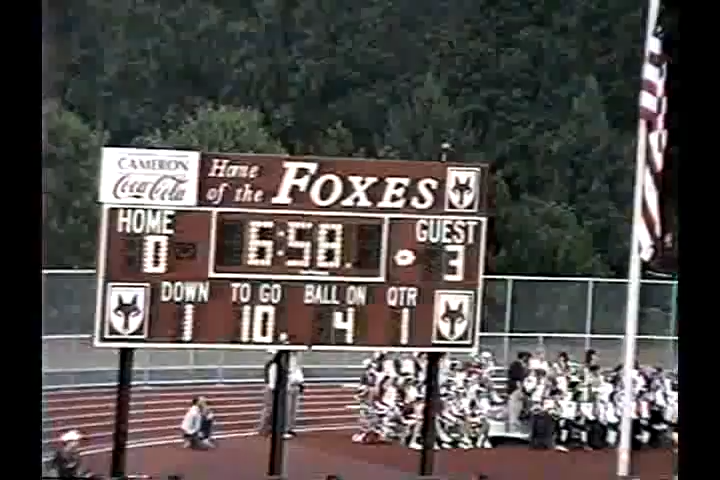 CAMERON
Coca-Cola
Home
of the
FOXES
HOME
GUEST
0
6:58
3
DOWN
TO GO
BALL ON
QTR
1
10
4
1